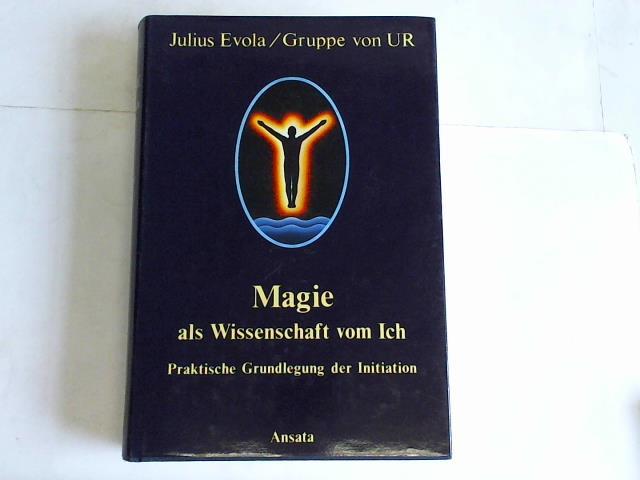 Julius Evola/Gruppe von UR
Magie
als Wissenschaft vom Ich
Praktische Grundlegung der Initiation
Ansata